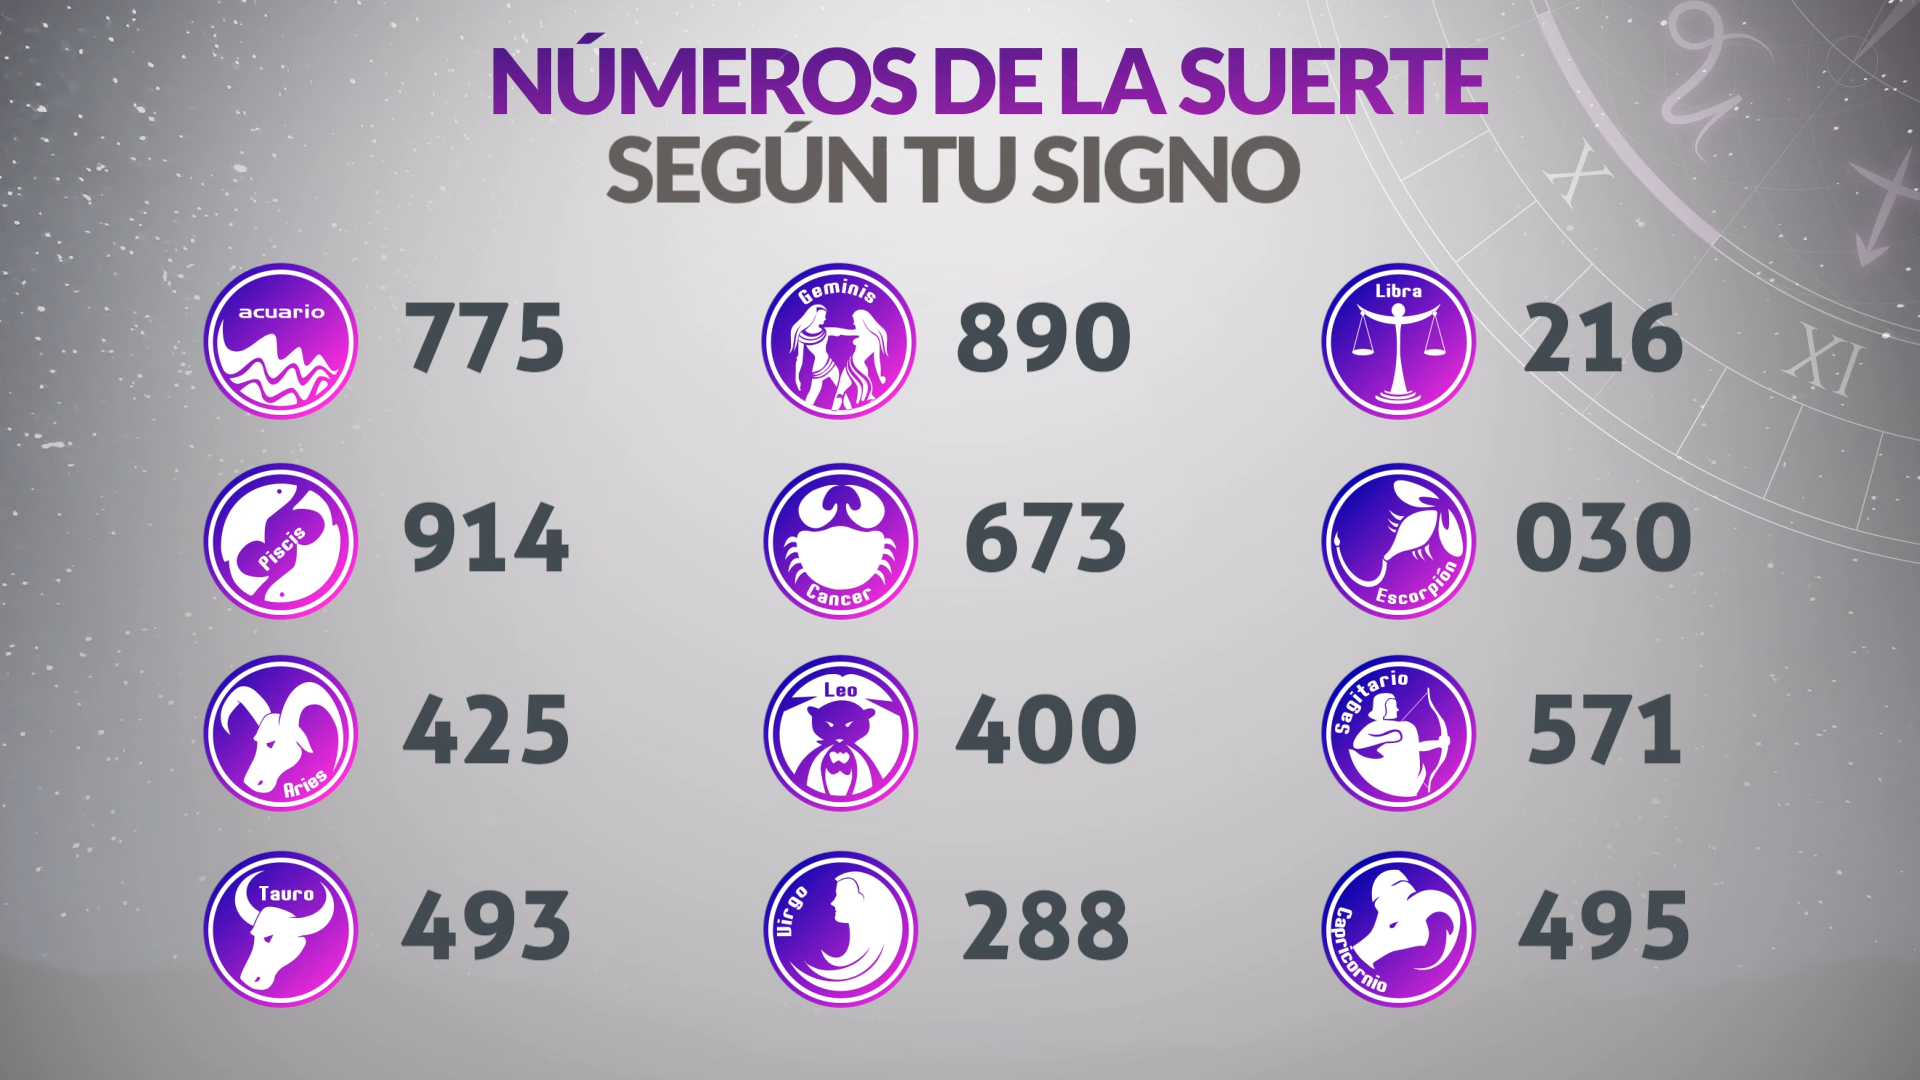 NÚMEROS DE LA SUERTE
SEGÚN TU SIGNO
acuario 775
Geminis 890
Libra 216
Piscis 914
Cancer 673
Escorpión 030
Aries 425
Leo 400
Sagitario 571
Tauro 493
Virgo 288
Capricornio 495
X
XI